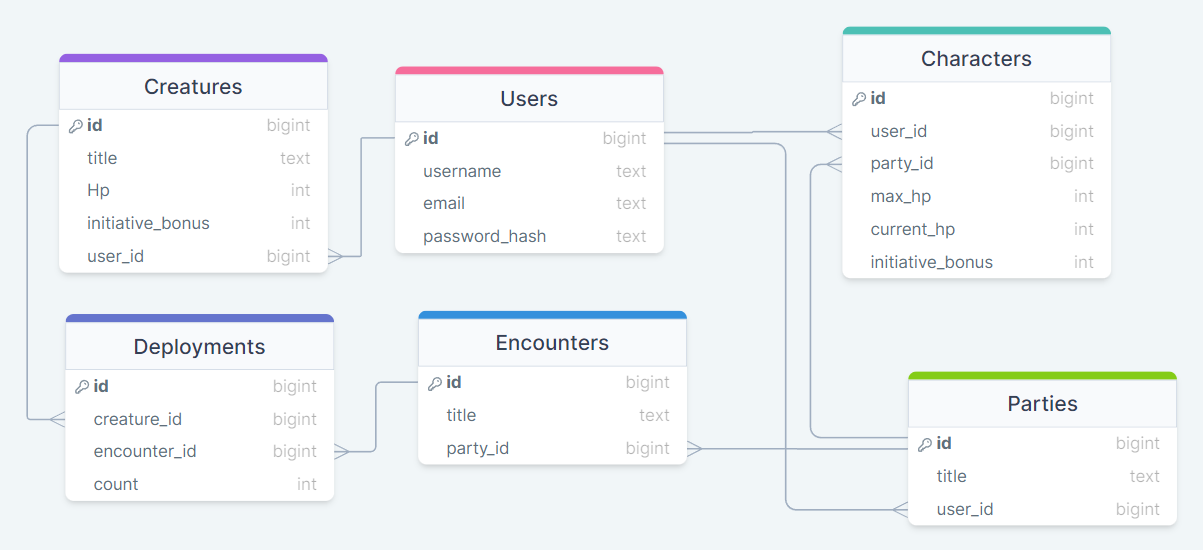 Creatures
id bigint
title text
Hp int
initiative_bonus int
user_id bigint
Users
id bigint
username text
email text
password_hash text
Characters
id bigint
user_id bigint
party_id bigint
max_hp int
current_hp int
initiative_bonus int
Deployments
id bigint
creature_id bigint
encounter_id bigint
count int
Encounters
id bigint
title text
party_id bigint
Parties
id bigint
title text
user_id bigint